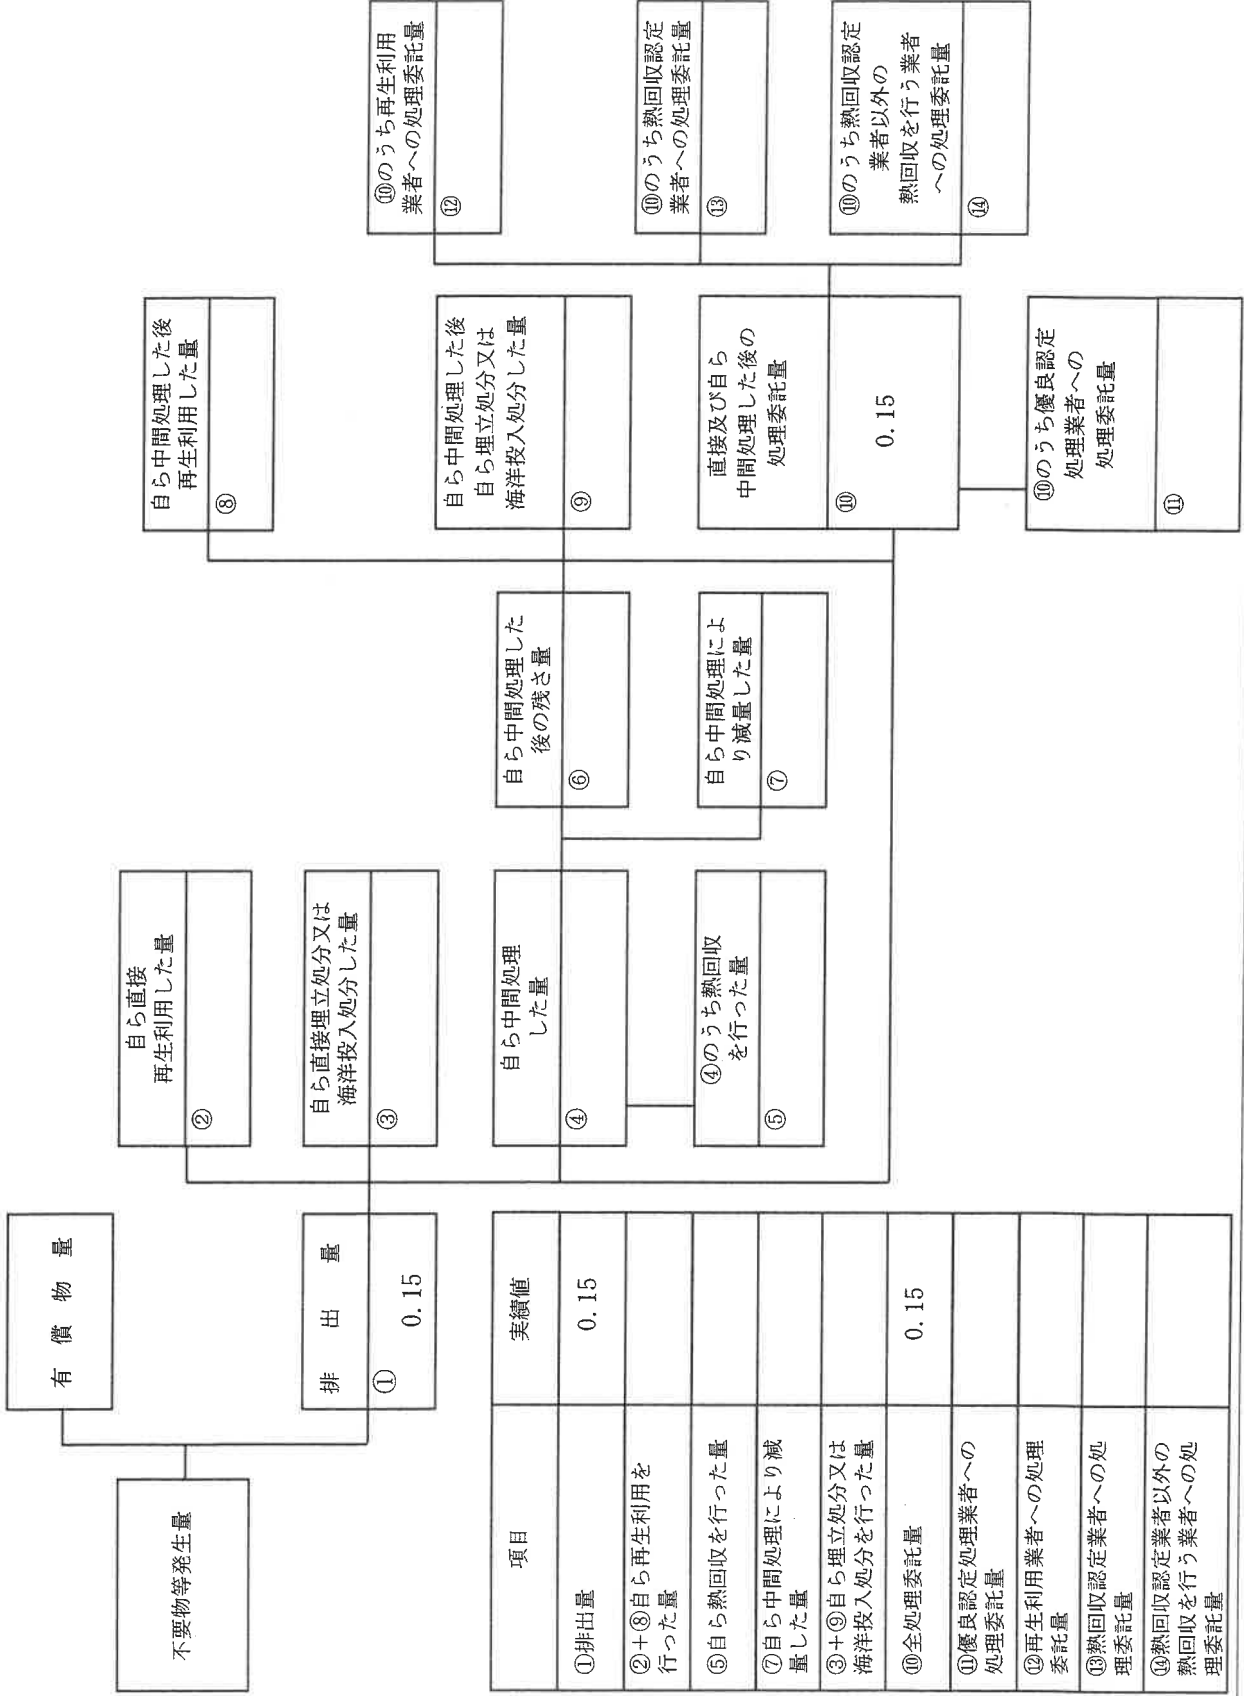 不要物等発生量
有償物量
排出量
①
0.15
自ら直接
再生利用した量
②
自ら直接埋立処分又は
海洋投入処分した量
③
自ら中間処理
した量
④
④のうち熱回収
を行った量
⑤
自ら中間処理した
後の残さ量
⑥
自ら中間処理によ
り減量した量
⑦
自ら中間処理した後
再生利用した量
⑧
自ら中間処理した後
自ら埋立処分又は
海洋投入処分した量
⑨
直接及び自ら
中間処理した後の
処理委託量
⑩
0.15
⑩のうち優良認定
処理業者への
処理委託量
⑪
⑩のうち再生利用
業者への処理委託量
⑫
⑩のうち熱回収認定
業者への処理委託量
⑬
⑩のうち熱回収認定
業者以外の
熱回収を行う業者
への処理委託量
⑭
項目 実績値
①排出量 0.15
②+⑧自ら再生利用を
行った量
⑤自ら熱回収を行った量
⑦自ら中間処理により減
量した量
③+⑨自ら埋立処分又は
海洋投入処分を行った量
⑩全処理委託量 0.15
⑪優良認定処理業者への
処理委託量
⑫再生利用業者への処理
委託量
⑬熱回収認定業者への処
理委託量
⑭熱回収認定業者以外の
熱回収を行う業者への処
理委託量